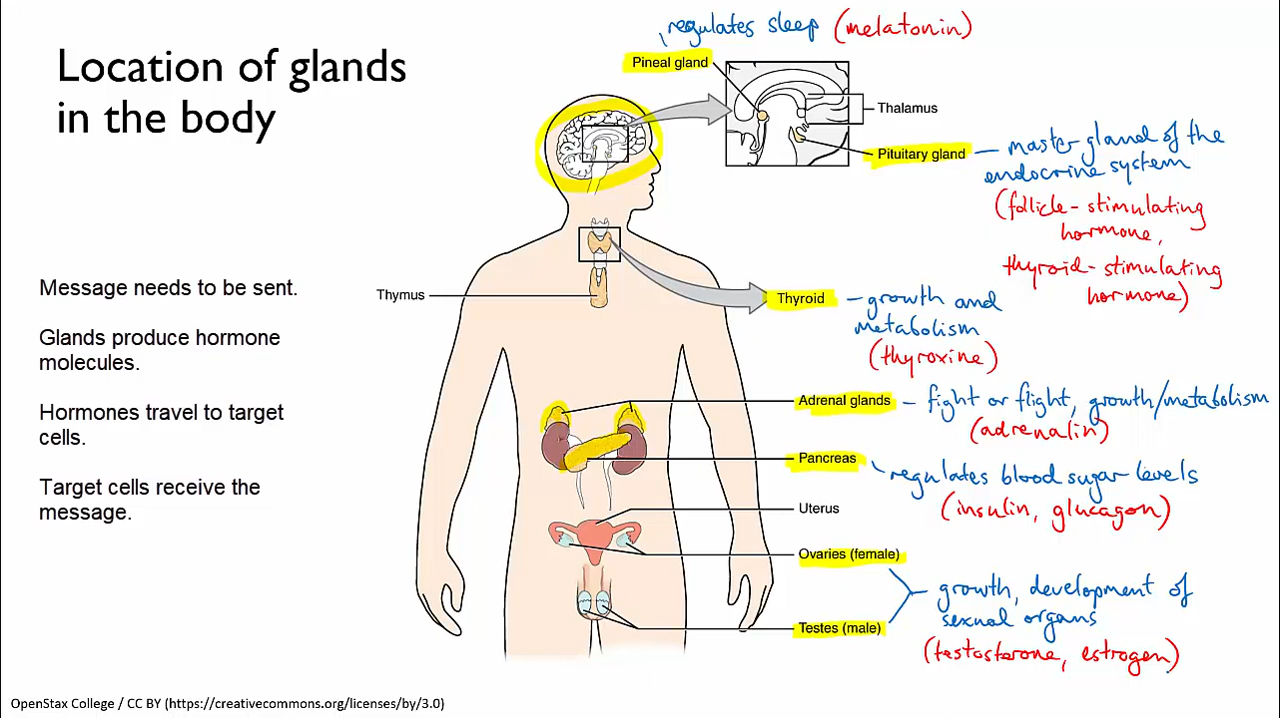 Location of glands
in the body
Message needs to be sent.
Glands produce hormone
molecules.
Hormones travel to target
cells.
Target cells receive the
message.
regulates sleep (melatonin)
Pineal gland
Thalamus
Pituitary gland – master gland of the
endocrine system
(follicle-stimulating
hormone,
thyroid-stimulating
hormone)
Thymus
Thyroid – growth and
metabolism
(thyroxine)
Adrenal glands – fight or flight, growth/metabolism
(adrenalin)
Pancreas
regulates blood sugar levels
(insulin, glucagon)
Uterus
Ovaries (female)
growth, development of
sexual organs
Testes (male)
(testosterone, estrogen)
OpenStax College / CC BY (https://creativecommons.org/licenses/by/3.0)